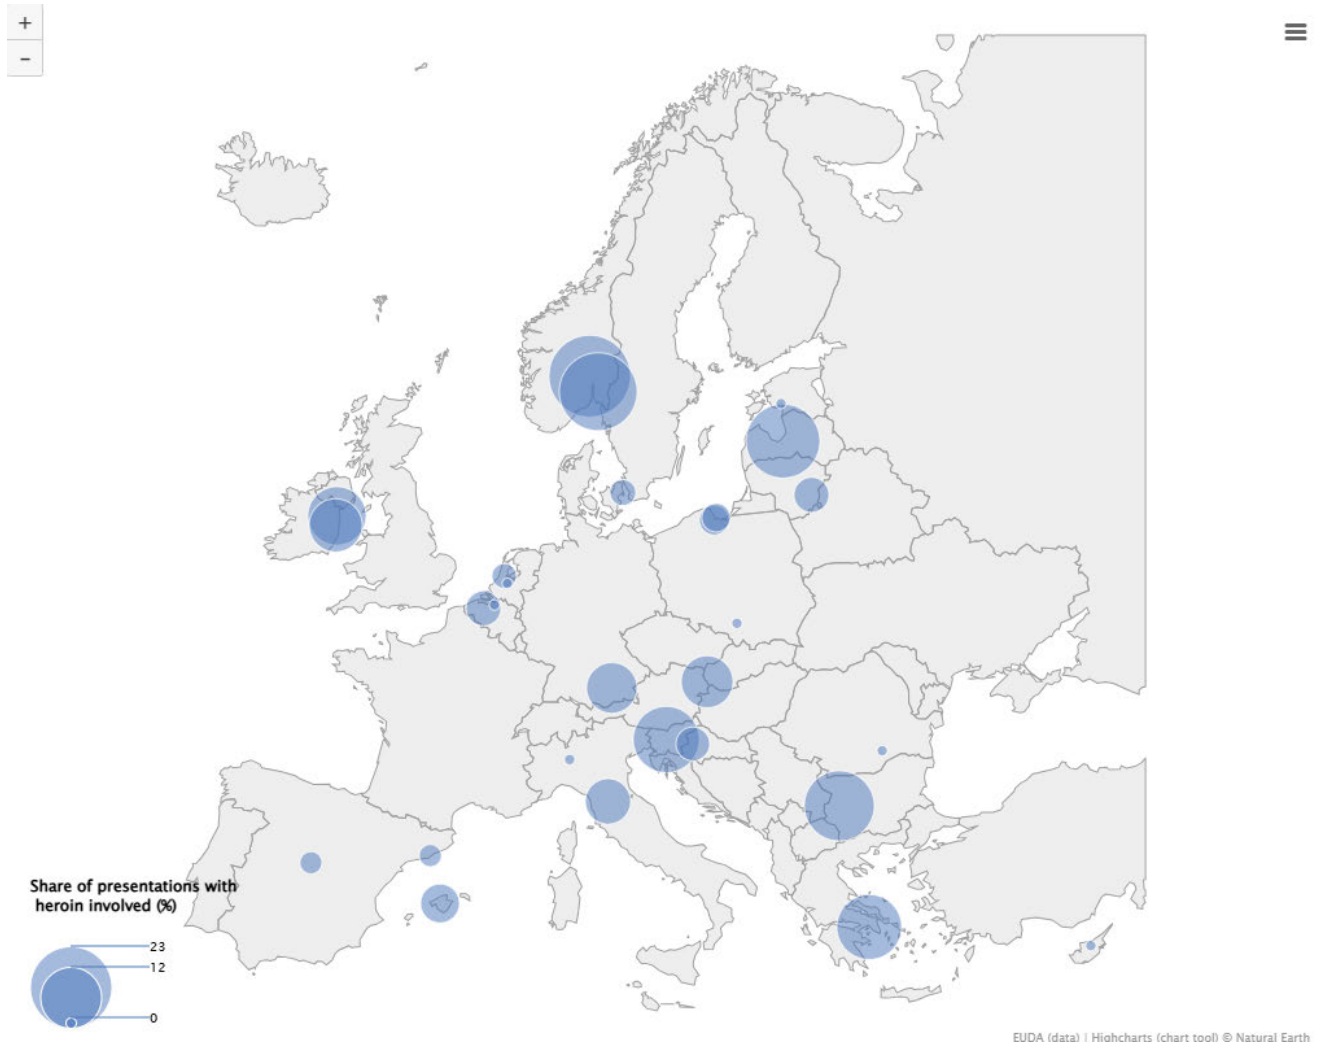 +
−
Share of presentations with
heroin involved (%)
23
12
0
EUDA (data) | Highcharts (chart tool) © Natural Earth